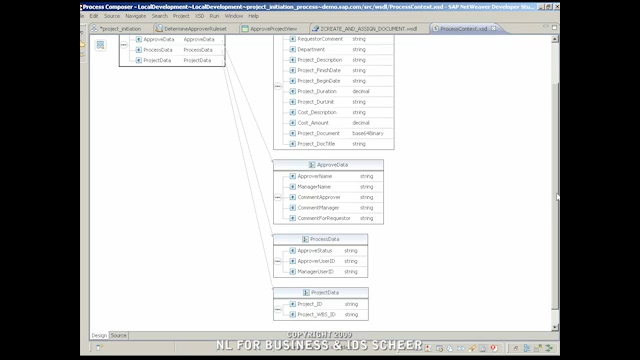 Process Composer - LocalDevelopment~LocalDevelopment~project_initiation_process~demo.sap.com/src/wsdl/ProcessContext.xsd - SAP NetWeaver Developer Stu...
File Edit Navigate Search Project Run Window Help
*project_initiation DetermineApproverRuleset ApproveProjectView ZCREATE_AND_ASSIGN_DOCUMENT.wsdl ProcessContext.xsd
ApproveData ApproveData
ProcessData ProcessData
ProjectData ProjectData
RequestorComment string
Department string
Project_Description string
Project_FinishDate string
Project_BeginDate string
Project_Duration decimal
Project_DurUnit string
Cost_Description string
Cost_Amount decimal
Project_Document base64Binary
Project_DocTitle string
ApproveData
ApproverName string
ManagerName string
CommentApprover string
CommentManager string
CommentForRequestor string
ProcessData
ApproveStatus string
ApproverUserID string
ManagerUserID string
ProjectData
Project_ID string
Project_WBS_ID string
Design Source
COPYRIGHT 2009
NL FOR BUSINESS & IDS SCHEER